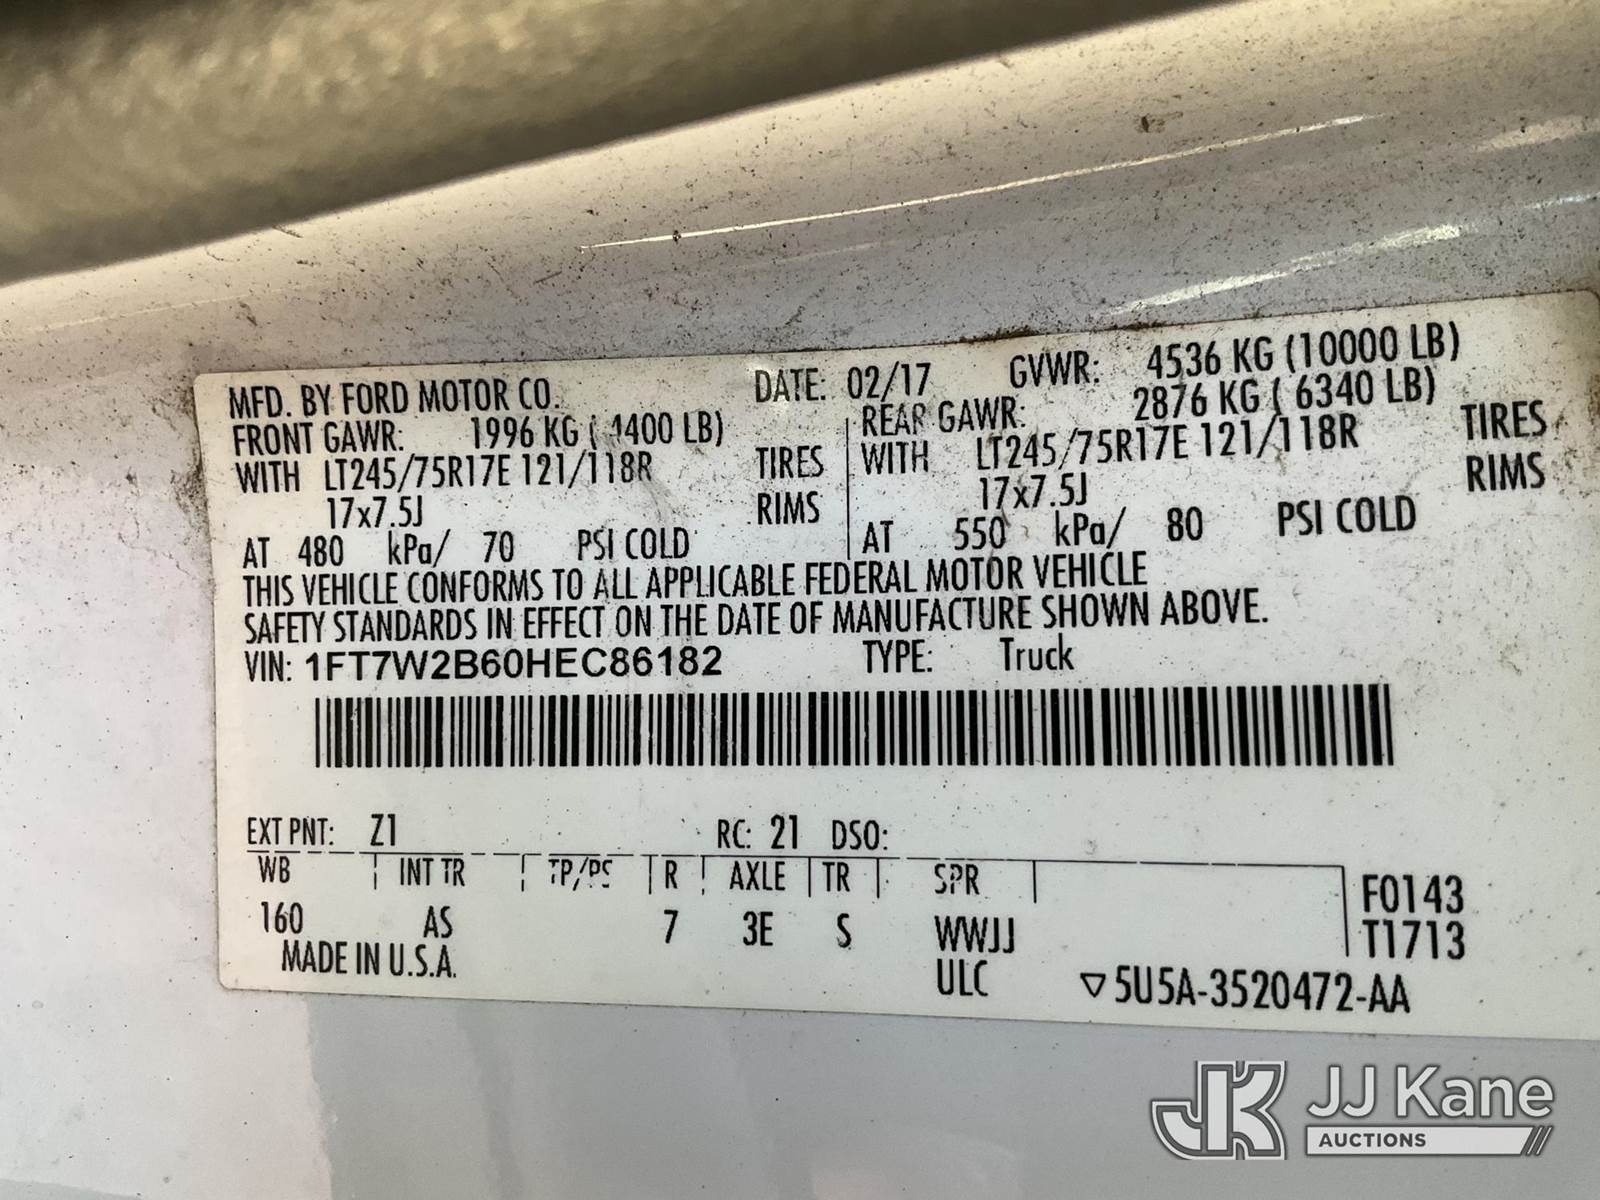 MFD. BY FORD MOTOR CO. DATE: 02/17 GVWR: 4536 KG (10000 LB)
FRONT GAWR: 1996 KG ( 4400 LB) REAR GAWR: 2876 KG ( 6340 LB)
WITH LT245/75R17E 121/118R TIRES WITH LT245/75R17E 121/118R TIRES
17x7.5J RIMS 17x7.5J RIMS
AT 480 kPa/ 70 PSI COLD AT 550 kPa/ 80 PSI COLD
THIS VEHICLE CONFORMS TO ALL APPLICABLE FEDERAL MOTOR VEHICLE
SAFETY STANDARDS IN EFFECT ON THE DATE OF MANUFACTURE SHOWN ABOVE.
VIN: 1FT7W2B60HEC86182 TYPE: Truck
EXT PNT: Z1 RC: 21 DSO:
WB INT TR TP/PS R AXLE TR SPR F0143
160 AS 7 3E S WWJJ T1713
MADE IN U.S.A. ULC ▽5U5A-3520472-AA
JK JJ Kane
AUCTIONS